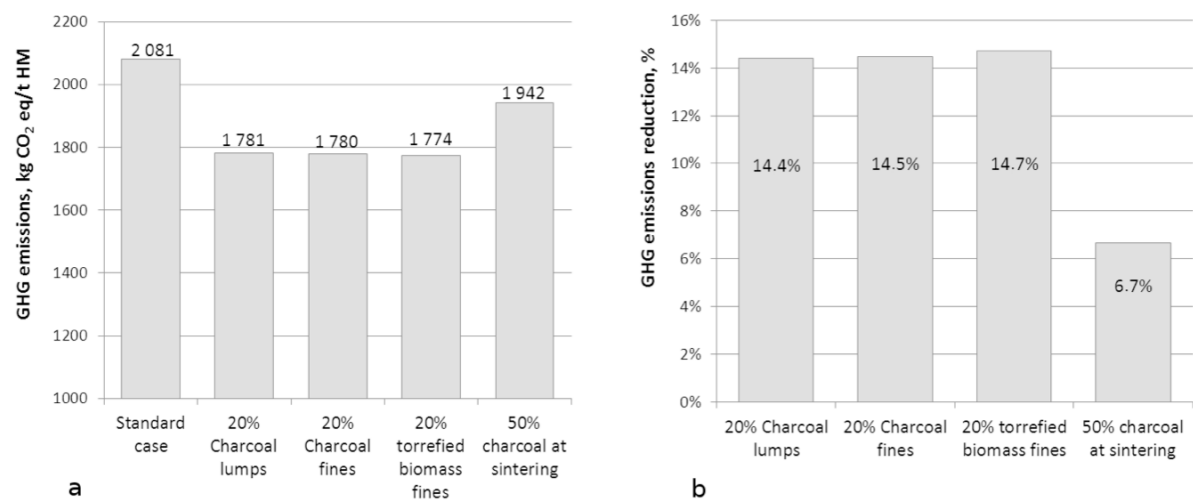 GHG emissions, kg CO₂ eq/t HM
2200
2000
1800
1600
1400
1200
1000
2 081
1 781
1 780
1 774
1 942
Standard
case
20%
Charcoal
lumps
20%
Charcoal
fines
20%
torrefied
biomass
fines
50%
charcoal at
sintering
a
GHG emissions reduction, %
16%
14%
12%
10%
8%
6%
4%
2%
0%
14.4%
14.5%
14.7%
6.7%
20% Charcoal
lumps
20% Charcoal
fines
20% torrefied
biomass fines
50% charcoal
at sintering
b